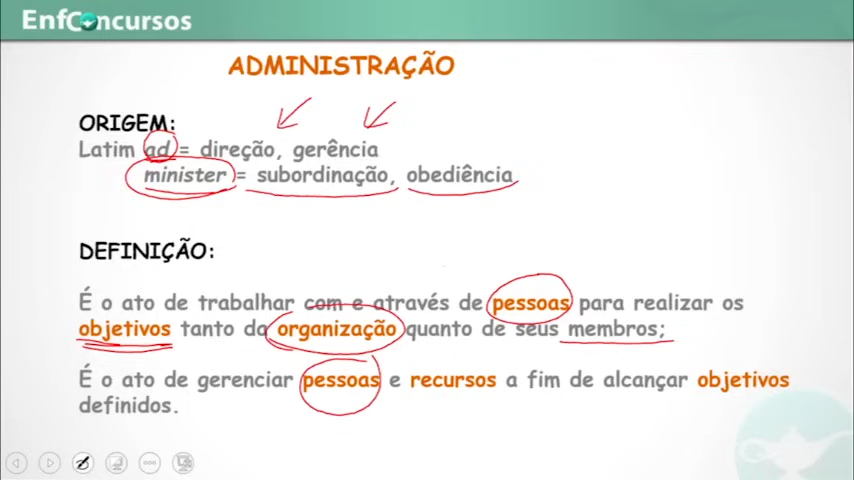 EnfConcursos
ADMINISTRAÇÃO
ORIGEM:
Latim ad = direção, gerência
minister = subordinação, obediência
DEFINIÇÃO:
É o ato de trabalhar com e através de pessoas para realizar os
objetivos tanto da organização quanto de seus membros;
É o ato de gerenciar pessoas e recursos a fim de alcançar objetivos
definidos.